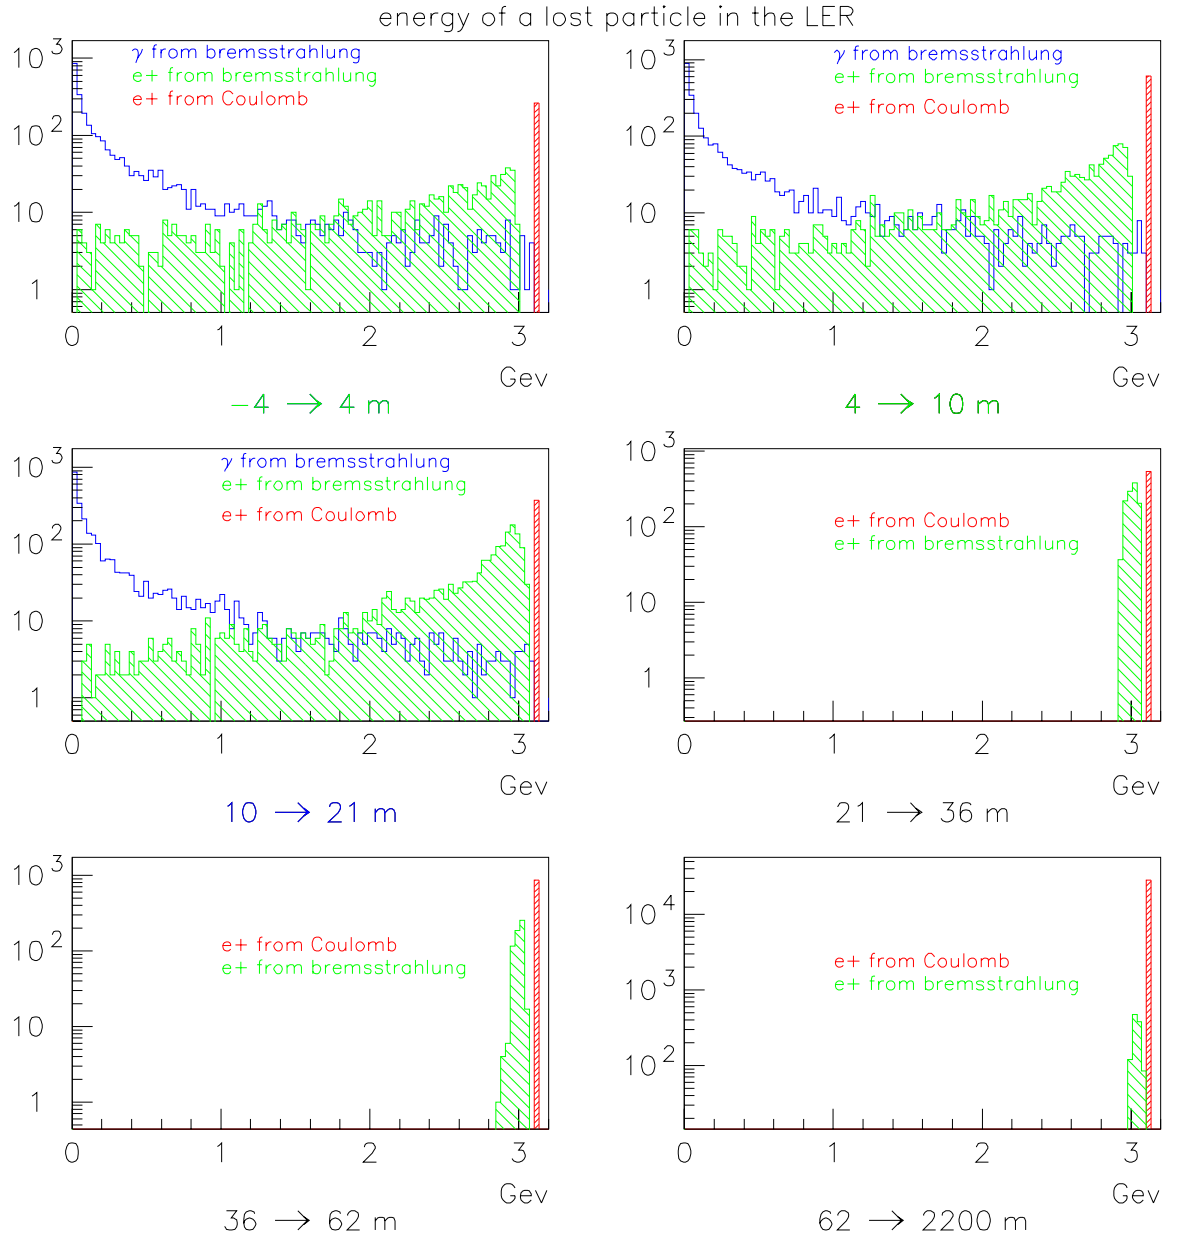 energy of a lost particle in the LER
γ from bremsstrahlung
e+ from bremsstrahlung
e+ from Coulomb
10 3
10 2
10
1
0 1 2 3
Gev
−4 → 4 m
γ from bremsstrahlung
e+ from bremsstrahlung
e+ from Coulomb
10 3
10 2
10
1
0 1 2 3
Gev
4 → 10 m
γ from bremsstrahlung
e+ from bremsstrahlung
e+ from Coulomb
10 3
10 2
10
1
0 1 2 3
Gev
10 → 21 m
e+ from Coulomb
e+ from bremsstrahlung
10 3
10 2
10
1
0 1 2 3
Gev
21 → 36 m
e+ from Coulomb
e+ from bremsstrahlung
10 3
10 2
10
1
0 1 2 3
Gev
36 → 62 m
e+ from Coulomb
e+ from bremsstrahlung
10 4
10 3
10 2
0 1 2 3
Gev
62 → 2200 m